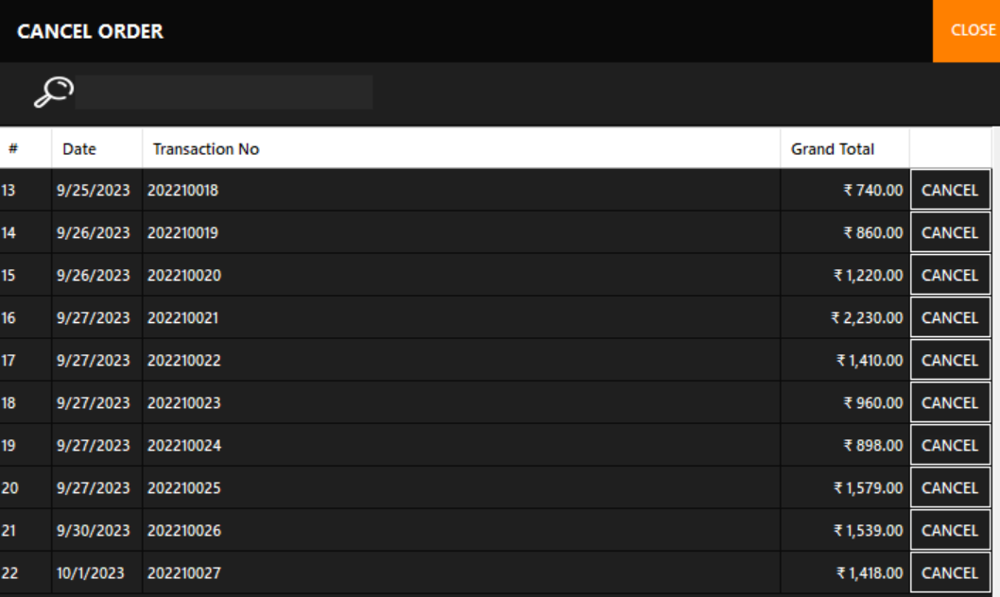 CANCEL ORDER CLOSE
# Date Transaction No Grand Total
13 9/25/2023 202210018 ₹ 740.00 CANCEL
14 9/26/2023 202210019 ₹ 860.00 CANCEL
15 9/26/2023 202210020 ₹ 1,220.00 CANCEL
16 9/27/2023 202210021 ₹ 2,230.00 CANCEL
17 9/27/2023 202210022 ₹ 1,410.00 CANCEL
18 9/27/2023 202210023 ₹ 960.00 CANCEL
19 9/27/2023 202210024 ₹ 898.00 CANCEL
20 9/27/2023 202210025 ₹ 1,579.00 CANCEL
21 9/30/2023 202210026 ₹ 1,539.00 CANCEL
22 10/1/2023 202210027 ₹ 1,418.00 CANCEL